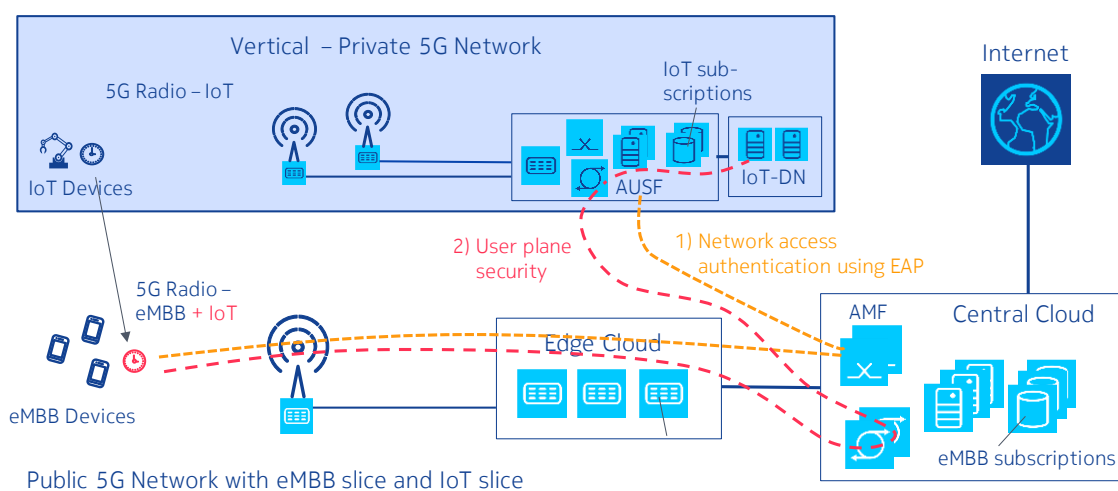 Vertical – Private 5G Network
Internet
IoT sub-
scriptions
5G Radio – IoT
IoT Devices
AUSF
IoT-DN
2) User plane
security
1) Network access
authentication using EAP
5G Radio –
eMBB + IoT
AMF
Central Cloud
Edge Cloud
eMBB Devices
eMBB subscriptions
Public 5G Network with eMBB slice and IoT slice